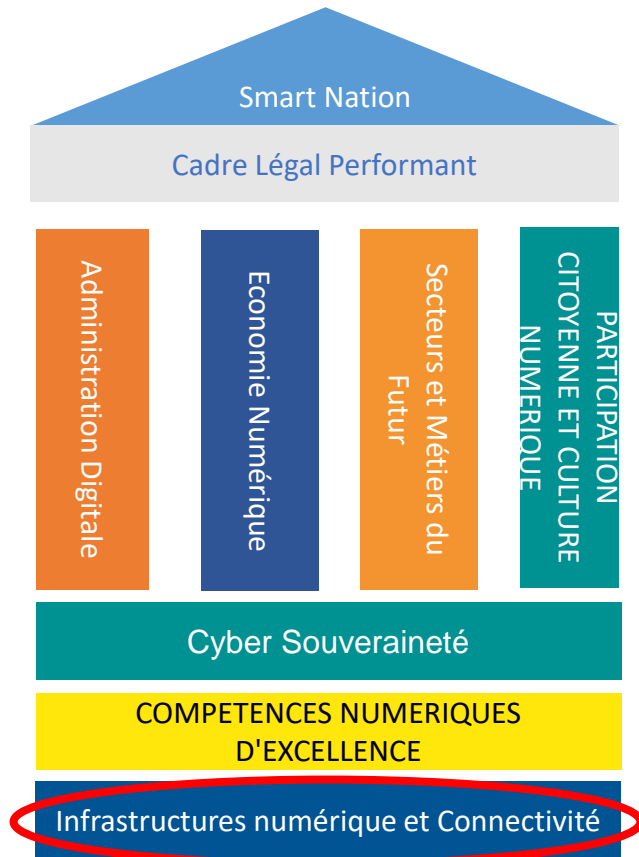 Smart Nation
Cadre Légal Performant
Administration Digitale
Economie Numérique
Secteurs et Métiers du
Futur
PARTICIPATION
CITOYENNE ET CULTURE
NUMERIQUE
Cyber Souveraineté
COMPETENCES NUMERIQUES
D'EXCELLENCE
Infrastructures numérique et Connectivité